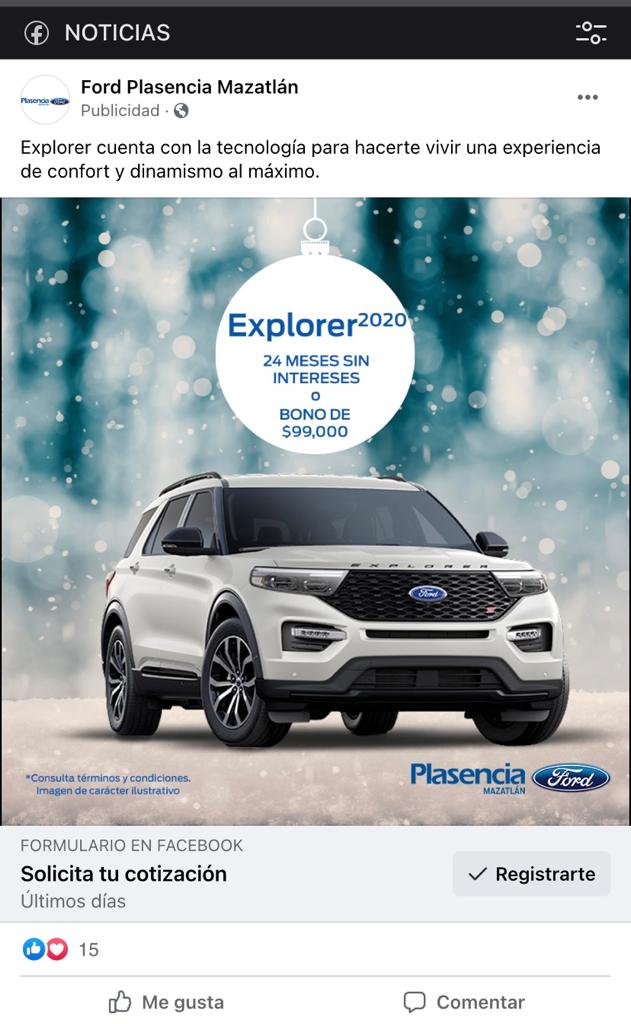 NOTICIAS
Plasencia Ford
Ford Plasencia Mazatlán
Publicidad ·
Explorer cuenta con la tecnología para hacerte vivir una experiencia
de confort y dinamismo al máximo.
Explorer2020
24 MESES SIN
INTERESES
o
BONO DE
$99,000
EXPLORER
Ford
*Consulta términos y condiciones.
Imagen de carácter ilustrativo
Plasencia Ford
MAZATLÁN
FORMULARIO EN FACEBOOK
Solicita tu cotización
Registrarte
Últimos días
15
Me gusta
Comentar